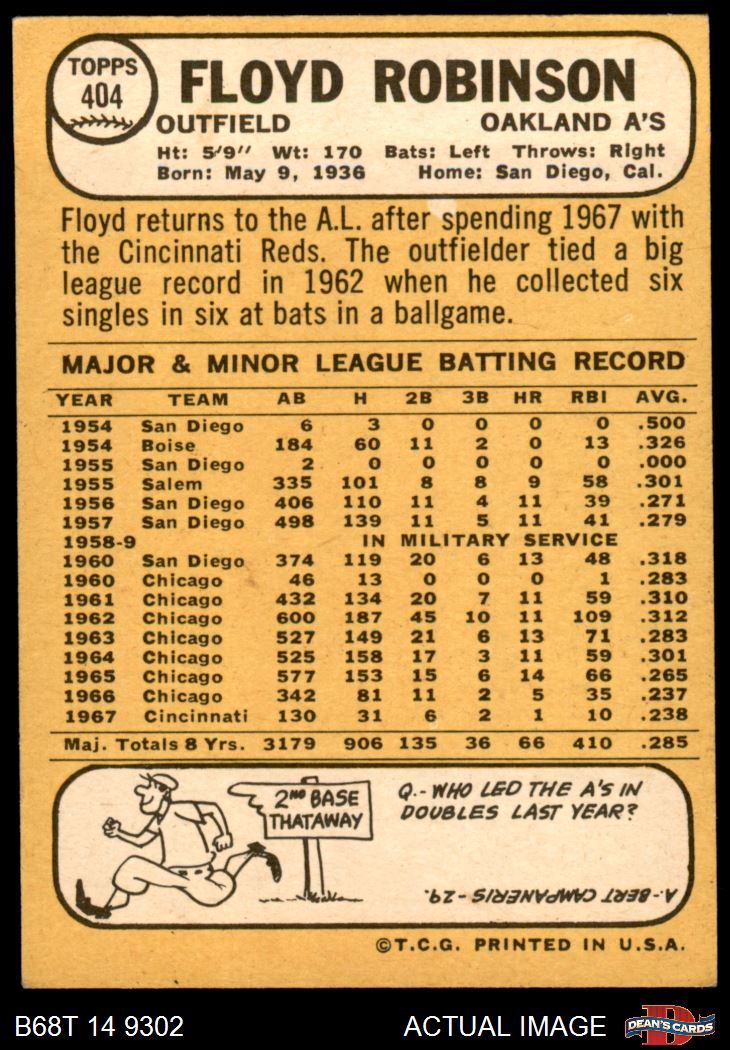 TOPPS
404
FLOYD ROBINSON
OUTFIELD OAKLAND A'S
Ht: 5'9'' Wt: 170 Bats: Left Throws: Right
Born: May 9, 1936 Home: San Diego, Cal.
Floyd returns to the A.L. after spending 1967 with
the Cincinnati Reds. The outfielder tied a big
league record in 1962 when he collected six
singles in six at bats in a ballgame.
MAJOR & MINOR LEAGUE BATTING RECORD
YEAR TEAM AB H 2B 3B HR RBI AVG.
1954 San Diego 6 3 0 0 0 0 .500
1954 Boise 184 60 11 2 0 13 .326
1955 San Diego 2 0 0 0 0 0 .000
1955 Salem 335 101 8 8 9 58 .301
1956 San Diego 406 110 11 4 11 39 .271
1957 San Diego 498 139 11 5 11 41 .279
1958-9 IN MILITARY SERVICE
1960 San Diego 374 119 20 6 13 48 .318
1960 Chicago 46 13 0 0 0 1 .283
1961 Chicago 432 134 20 7 11 59 .310
1962 Chicago 600 187 45 10 11 109 .312
1963 Chicago 527 149 21 6 13 71 .283
1964 Chicago 525 158 17 3 11 59 .301
1965 Chicago 577 153 15 6 14 66 .265
1966 Chicago 342 81 11 2 5 35 .237
1967 Cincinnati 130 31 6 2 1 10 .238
Maj. Totals 8 Yrs. 3179 906 135 36 66 410 .285
2ND BASE
THATAWAY
Q.- WHO LED THE A'S IN
DOUBLES LAST YEAR?
A.- BERT CAMPANERIS - 29.
©T.C.G. PRINTED IN U.S.A.
B68T 14 9302 ACTUAL IMAGE
D
DEAN'S CARDS